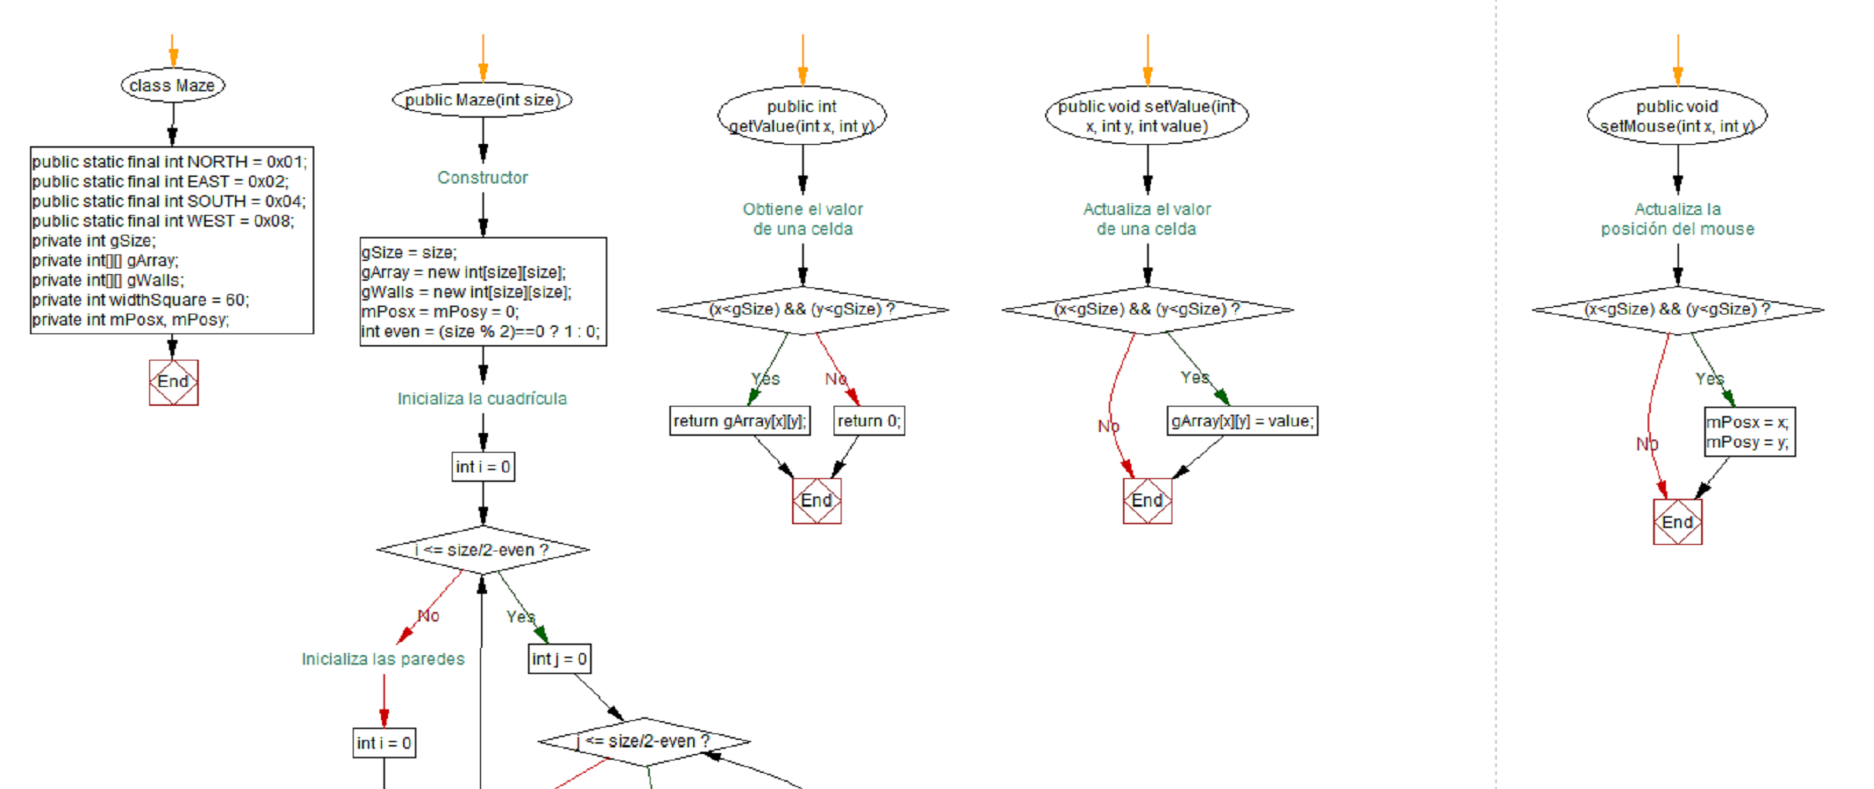 class Maze
public static final int NORTH = 0x01;
public static final int EAST = 0x02;
public static final int SOUTH = 0x04;
public static final int WEST = 0x08;
private int gSize;
private int[][] gArray;
private int[][] gWalls;
private int widthSquare = 60;
private int mPosx, mPosy;
End
public Maze(int size)
Constructor
gSize = size;
gArray = new int[size][size];
gWalls = new int[size][size];
mPosx = mPosy = 0;
int even = (size % 2)==0 ? 1 : 0;
Inicializa la cuadrícula
int i = 0
i <= size/2-even ?
No
Yes
Inicializa las paredes
int j = 0
int i = 0
j <= size/2-even ?
public int
getValue(int x, int y)
Obtiene el valor
de una celda
(x<gSize) && (y<gSize) ?
Yes
No
return gArray[x][y];
return 0;
End
public void setValue(int
x, int y, int value)
Actualiza el valor
de una celda
(x<gSize) && (y<gSize) ?
Yes
No
gArray[x][y] = value;
End
public void
setMouse(int x, int y)
Actualiza la
posición del mouse
(x<gSize) && (y<gSize) ?
Yes
No
mPosx = x;
mPosy = y;
End